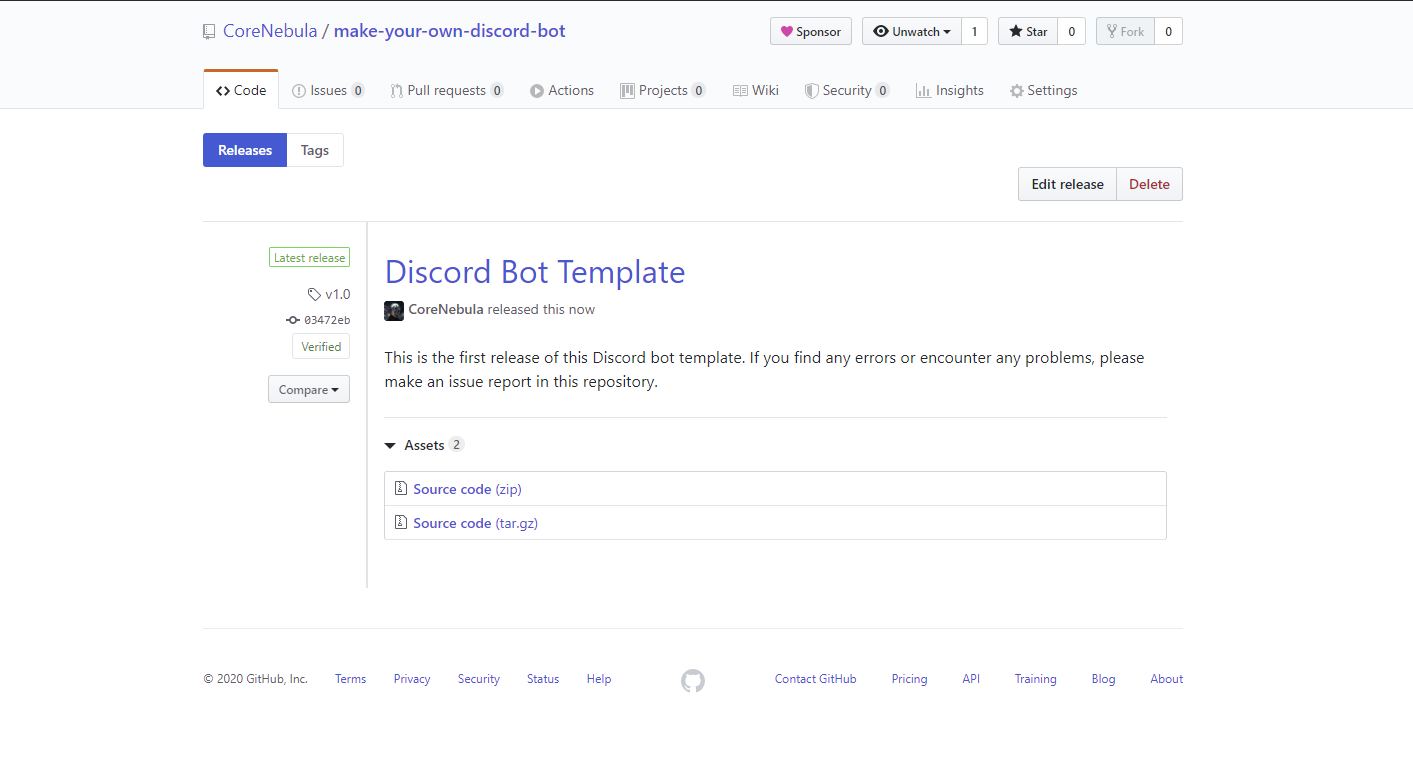 CoreNebula / make-your-own-discord-bot
Sponsor
Unwatch 1
Star 0
Fork 0
Code
Issues 0
Pull requests 0
Actions
Projects 0
Wiki
Security 0
Insights
Settings
Releases
Tags
Edit release
Delete
Latest release
v1.0
03472eb
Verified
Compare
Discord Bot Template
CoreNebula released this now
This is the first release of this Discord bot template. If you find any errors or encounter any problems, please
make an issue report in this repository.
Assets 2
Source code (zip)
Source code (tar.gz)
© 2020 GitHub, Inc.
Terms
Privacy
Security
Status
Help
Contact GitHub
Pricing
API
Training
Blog
About